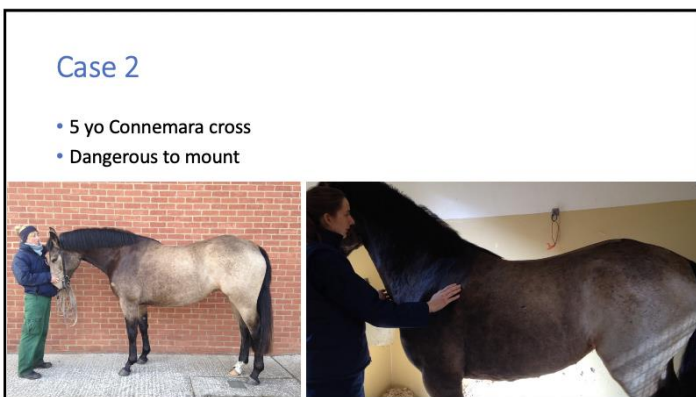 Case 2
• 5 yo Connemara cross
• Dangerous to mount